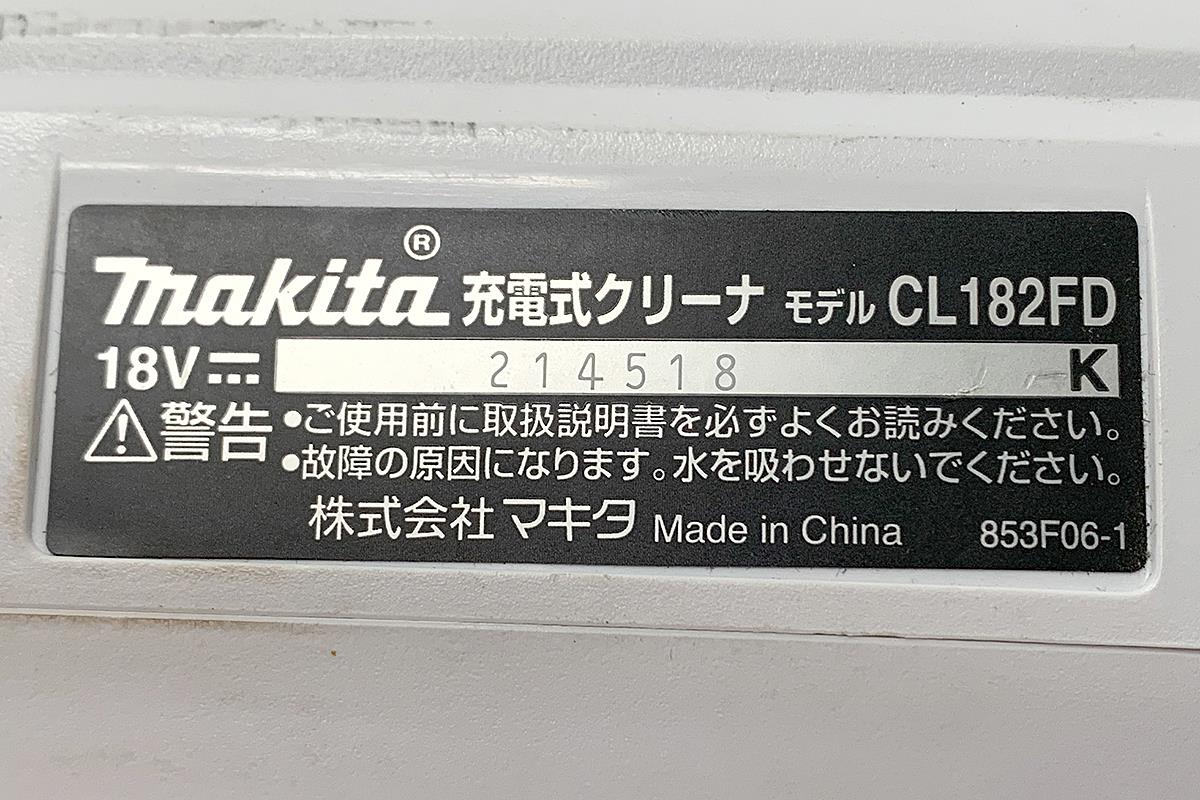 makita® 充電式クリーナ モデル CL182FD
18V⎓ 214518 K
⚠警告 •ご使用前に取扱説明書を必ずよくお読みください。
•故障の原因になります。水を吸わせないでください。
株式会社マキタ Made in China 853F06-1